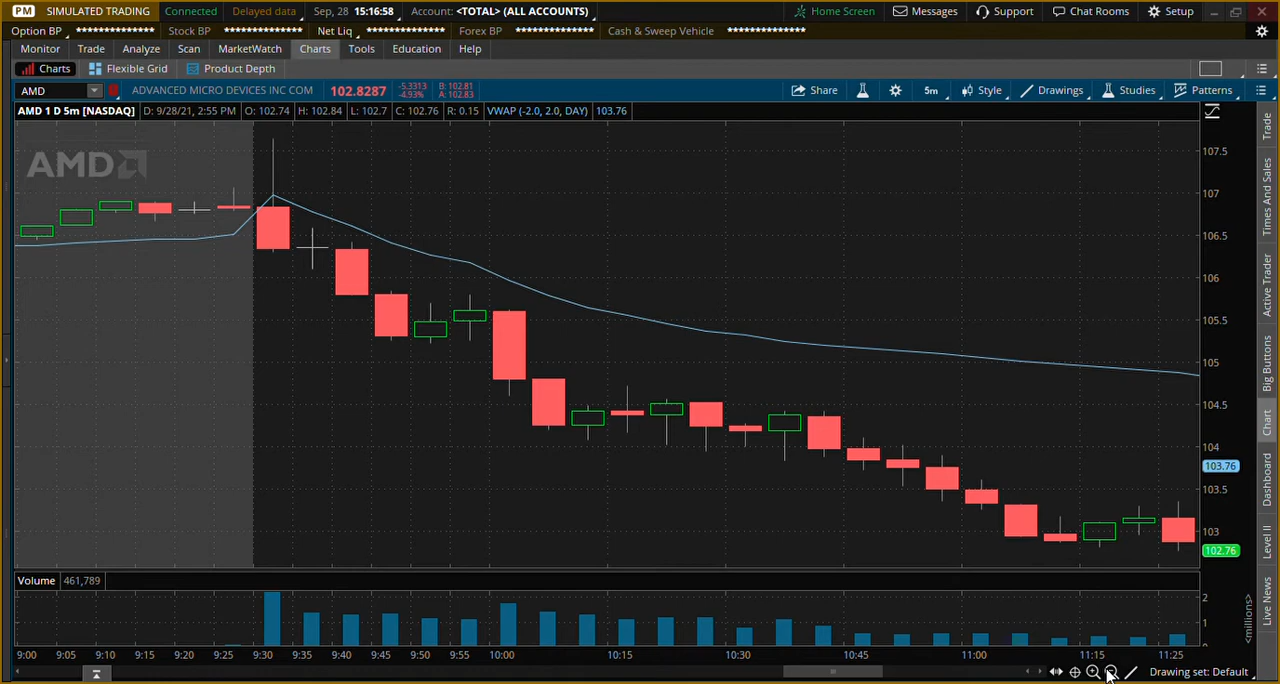 PM SIMULATED TRADING Connected Delayed data Sep, 28 15:16:58 Account: <TOTAL> (ALL ACCOUNTS) Home Screen Messages Support Chat Rooms Setup
Option BP ************** Stock BP ************** Net Liq ************** Forex BP ************** Cash & Sweep Vehicle **************
Monitor Trade Analyze Scan MarketWatch Charts Tools Education Help
Charts Flexible Grid Product Depth
AMD ADVANCED MICRO DEVICES INC COM 102.8287 -5.3313 -4.93% B: 102.81 A: 102.83 Share 5m Style Drawings Studies Patterns
AMD 1 D 5m [NASDAQ] D: 9/28/21, 2:55 PM O: 102.74 H: 102.84 L: 102.7 C: 102.76 R: 0.15 VWAP (-2.0, 2.0, DAY) 103.76
AMD
107.5
107
106.5
106
105.5
105
104.5
104
103.76
103.5
103
102.76
Trade
Times And Sales
Active Trader
Big Buttons
Chart
Dashboard
Level II
Live News
Volume 461,789
2
1
<millions>
9:00 9:05 9:10 9:15 9:20 9:25 9:30 9:35 9:40 9:45 9:50 9:55 10:00 10:15 10:30 10:45 11:00 11:15 11:25
Drawing set: Default